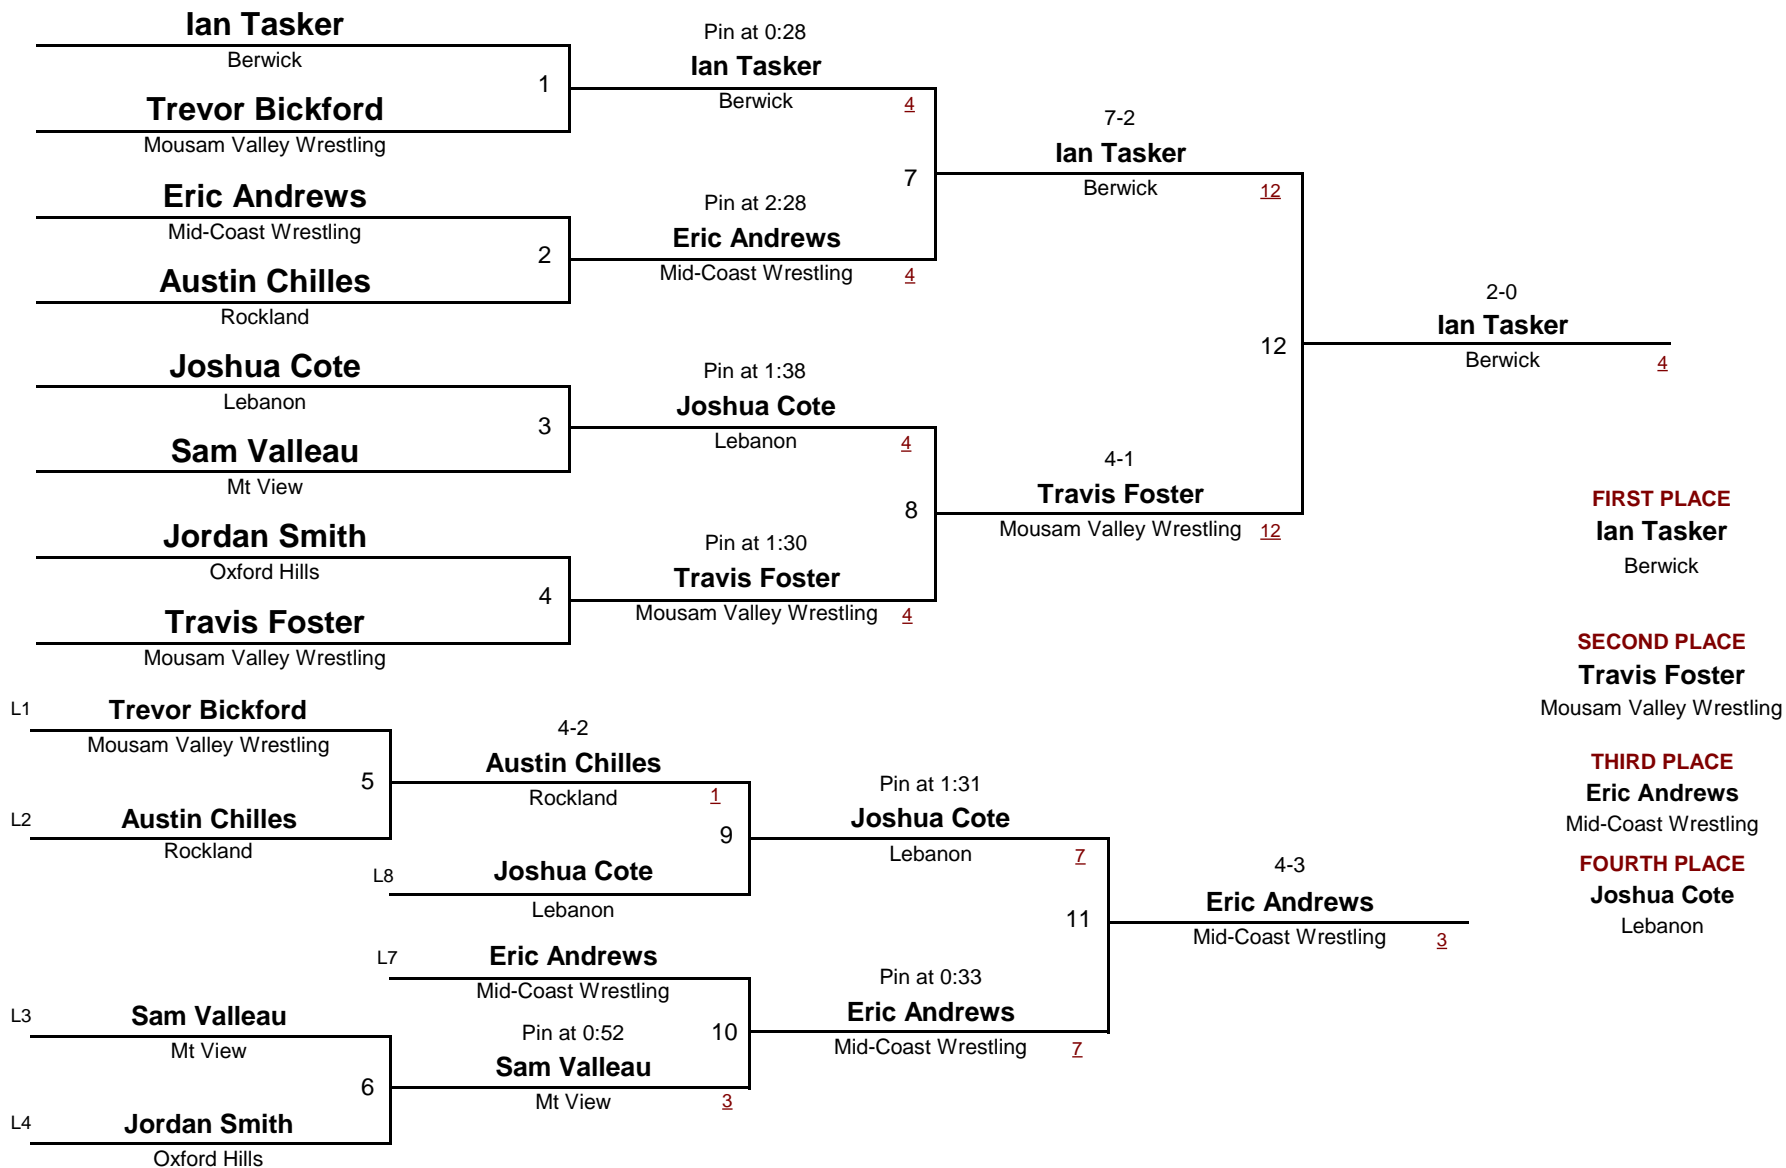 Ian Tasker
Berwick
1
Trevor Bickford
Mousam Valley Wrestling
Eric Andrews
Mid-Coast Wrestling
2
Austin Chilles
Rockland
Joshua Cote
Lebanon
3
Sam Valleau
Mt View
Jordan Smith
Oxford Hills
4
Travis Foster
Mousam Valley Wrestling
Pin at 0:28
Ian Tasker
Berwick
4
7
Pin at 2:28
Eric Andrews
Mid-Coast Wrestling
4
Pin at 1:38
Joshua Cote
Lebanon
4
8
Pin at 1:30
Travis Foster
Mousam Valley Wrestling
4
7-2
Ian Tasker
Berwick
12
12
4-1
Travis Foster
Mousam Valley Wrestling
12
2-0
Ian Tasker
Berwick
4
FIRST PLACE
Ian Tasker
Berwick
SECOND PLACE
Travis Foster
Mousam Valley Wrestling
THIRD PLACE
Eric Andrews
Mid-Coast Wrestling
FOURTH PLACE
Joshua Cote
Lebanon
L1
Trevor Bickford
Mousam Valley Wrestling
5
L2
Austin Chilles
Rockland
4-2
Austin Chilles
Rockland
1
9
L8
Joshua Cote
Lebanon
L7
Eric Andrews
Mid-Coast Wrestling
10
L3
Sam Valleau
Mt View
6
L4
Jordan Smith
Oxford Hills
Pin at 0:52
Sam Valleau
Mt View
3
Pin at 1:31
Joshua Cote
Lebanon
7
11
Pin at 0:33
Eric Andrews
Mid-Coast Wrestling
7
4-3
Eric Andrews
Mid-Coast Wrestling
3